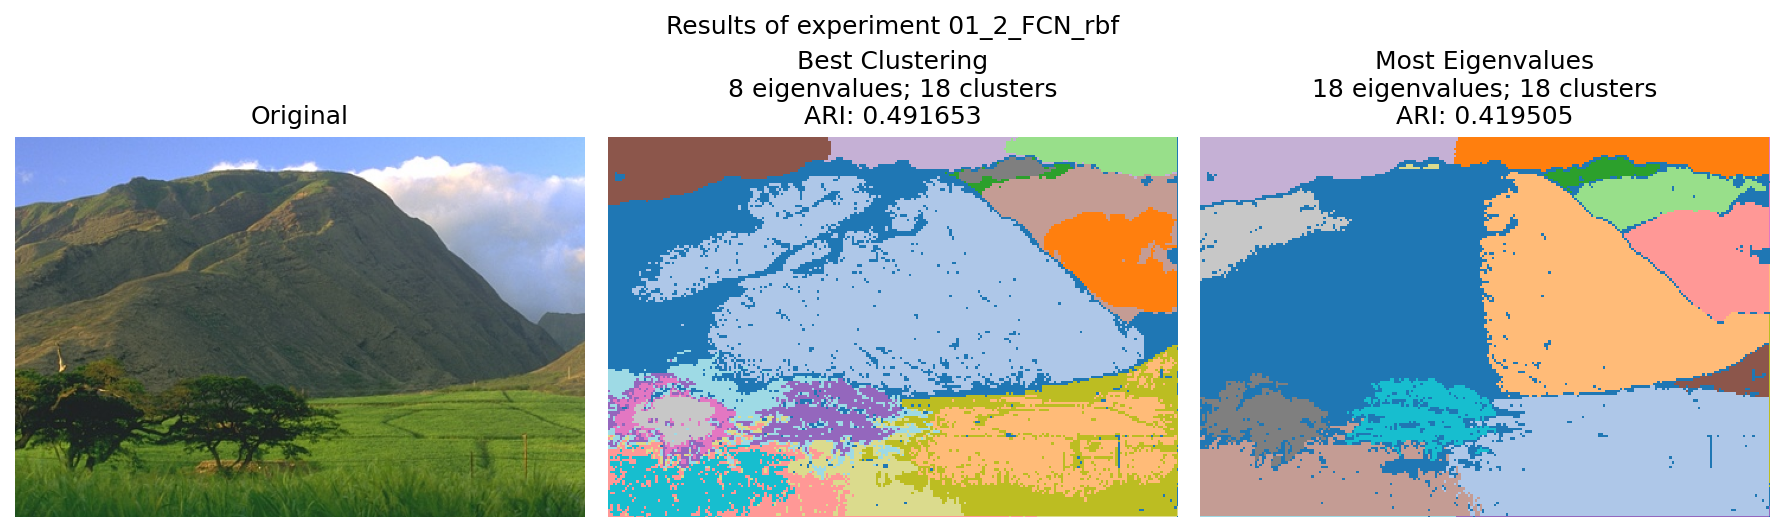 Results of experiment 01_2_FCN_rbf
Original
Best Clustering
8 eigenvalues; 18 clusters
ARI: 0.491653
Most Eigenvalues
18 eigenvalues; 18 clusters
ARI: 0.419505